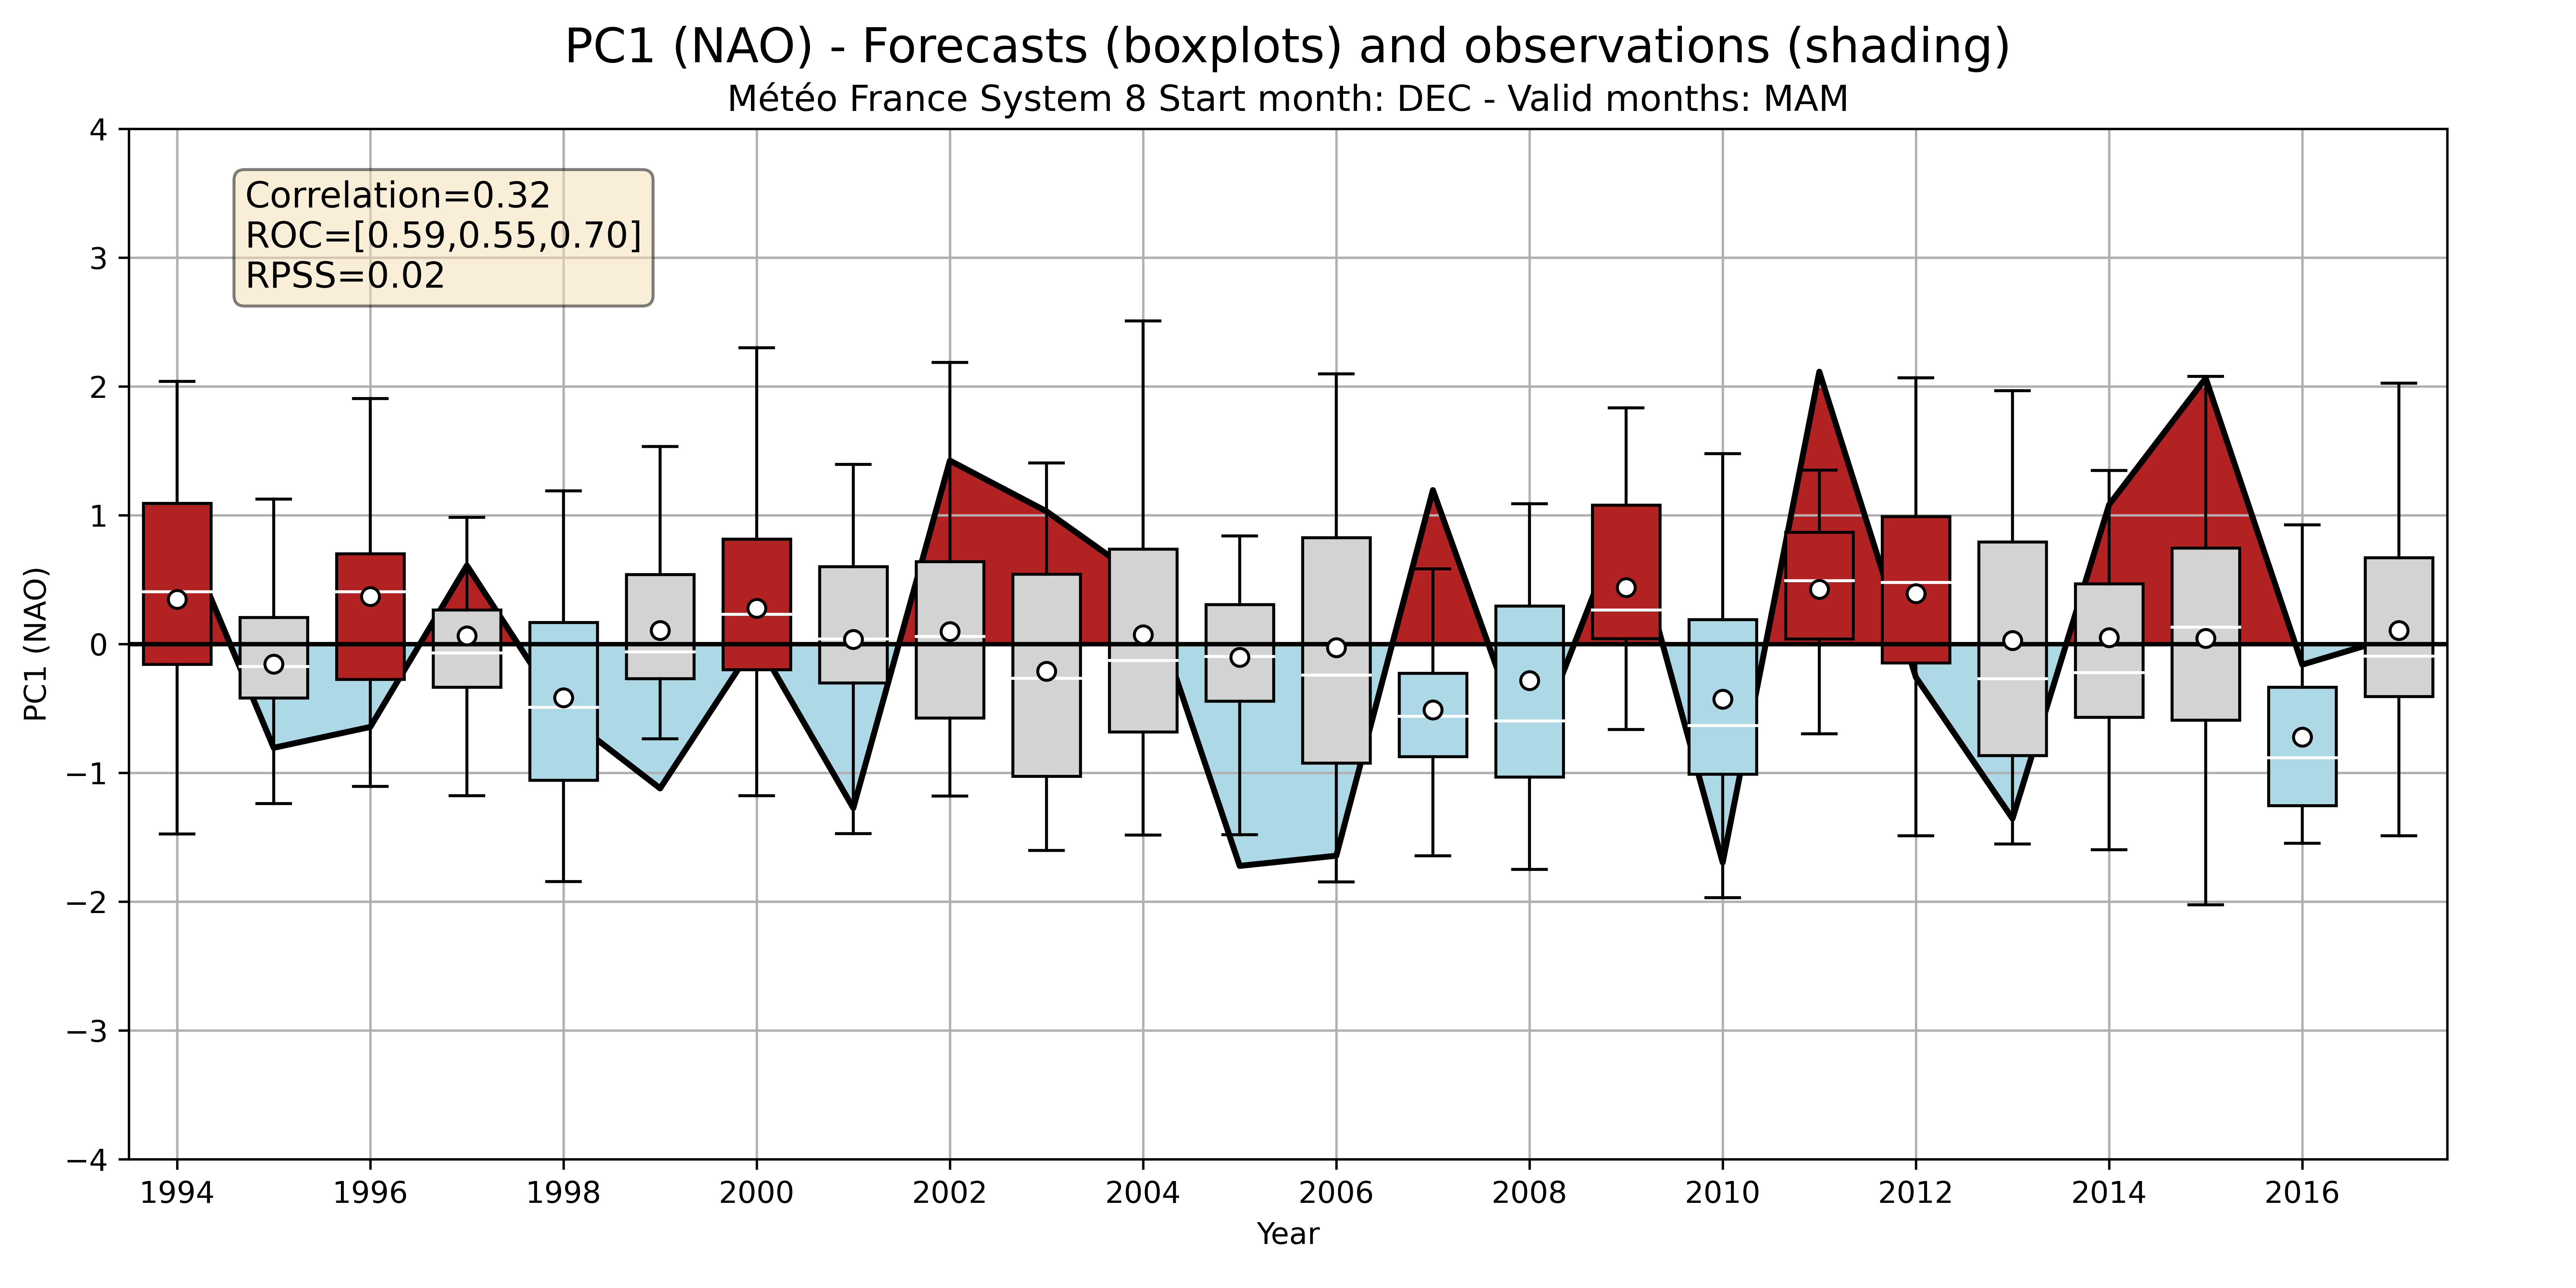 PC1 (NAO) - Forecasts (boxplots) and observations (shading)
Météo France System 8 Start month: DEC - Valid months: MAM
Correlation=0.32
ROC=[0.59,0.55,0.70]
RPSS=0.02
PC1 (NAO)
4
3
2
1
0
−1
−2
−3
−4
1994 1996 1998 2000 2002 2004 2006 2008 2010 2012 2014 2016
Year